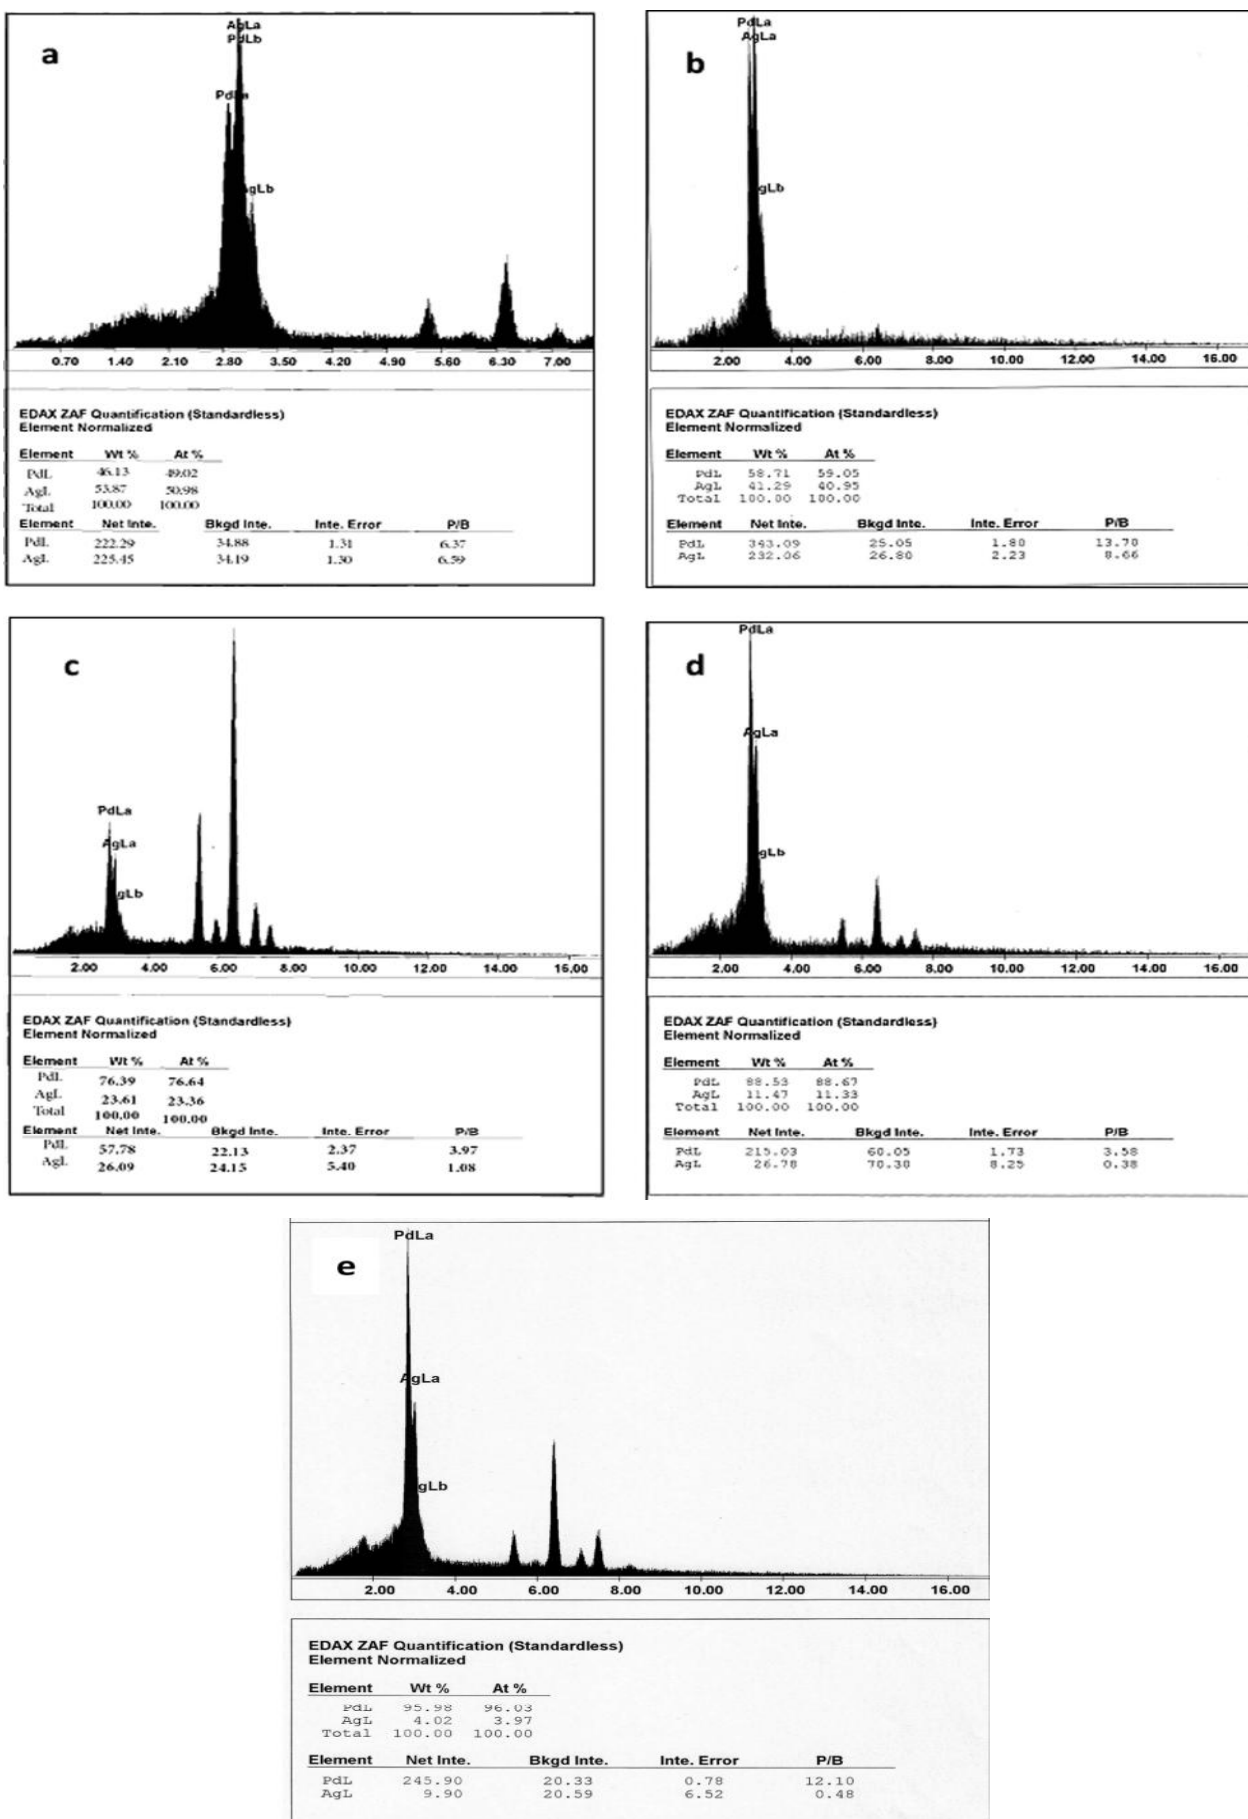 a
AgLa
PdLb
PdLa
AgLb
0.70 1.40 2.10 2.80 3.50 4.20 4.90 5.60 6.30 7.00
EDAX ZAF Quantification (Standardless)
Element Normalized
Element Wt % At %
PdL 46.13 49.02
AgL 53.87 50.98
Total 100.00 100.00
Element Net Inte. Bkgd Inte. Inte. Error P/B
PdL 222.29 34.88 1.31 6.37
AgL 225.45 34.19 1.30 6.59
b
PdLa
AgLa
gLb
2.00 4.00 6.00 8.00 10.00 12.00 14.00 16.00
EDAX ZAF Quantification (Standardless)
Element Normalized
Element Wt % At %
PdL 58.71 59.05
AgL 41.29 40.95
Total 100.00 100.00
Element Net Inte. Bkgd Inte. Inte. Error P/B
PdL 343.09 25.05 1.80 13.70
AgL 232.06 26.80 2.23 8.66
c
PdLa
AgLa
gLb
2.00 4.00 6.00 8.00 10.00 12.00 14.00 16.00
EDAX ZAF Quantification (Standardless)
Element Normalized
Element Wt % At %
PdL 76.39 76.64
AgL 23.61 23.36
Total 100.00 100.00
Element Net Inte. Bkgd Inte. Inte. Error P/B
PdL 57.78 22.13 2.37 3.97
AgL 26.09 24.15 5.40 1.08
d
PdLa
AgLa
gLb
2.00 4.00 6.00 8.00 10.00 12.00 14.00 16.00
EDAX ZAF Quantification (Standardless)
Element Normalized
Element Wt % At %
PdL 88.53 88.67
AgL 11.47 11.33
Total 100.00 100.00
Element Net Inte. Bkgd Inte. Inte. Error P/B
PdL 215.03 60.05 1.73 3.58
AgL 26.78 70.30 8.25 0.38
e
PdLa
AgLa
gLb
2.00 4.00 6.00 8.00 10.00 12.00 14.00 16.00
EDAX ZAF Quantification (Standardless)
Element Normalized
Element Wt % At %
PdL 95.98 96.03
AgL 4.02 3.97
Total 100.00 100.00
Element Net Inte. Bkgd Inte. Inte. Error P/B
PdL 245.90 20.33 0.78 12.10
AgL 9.90 20.59 6.52 0.48